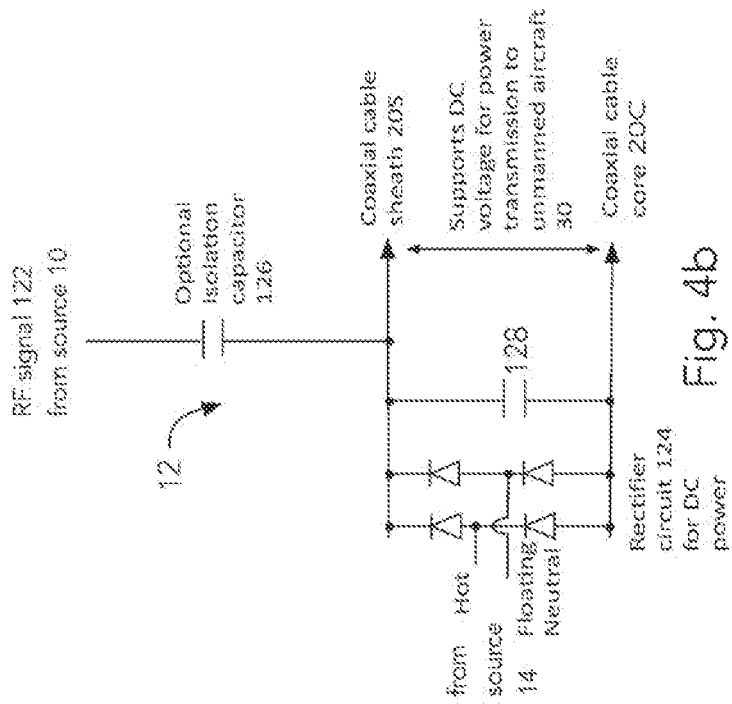 RF signal 122
from source 10
Optional
Isolation
capacitor
126
12
Coaxial cable
sheath 20S
Supports DC
voltage for power
transmission to
unmanned aircraft
30
Coaxial cable
core 20C
128
from Hot
source
14 Floating
Neutral
Rectifier
circuit 124
for DC
power
Fig. 4b